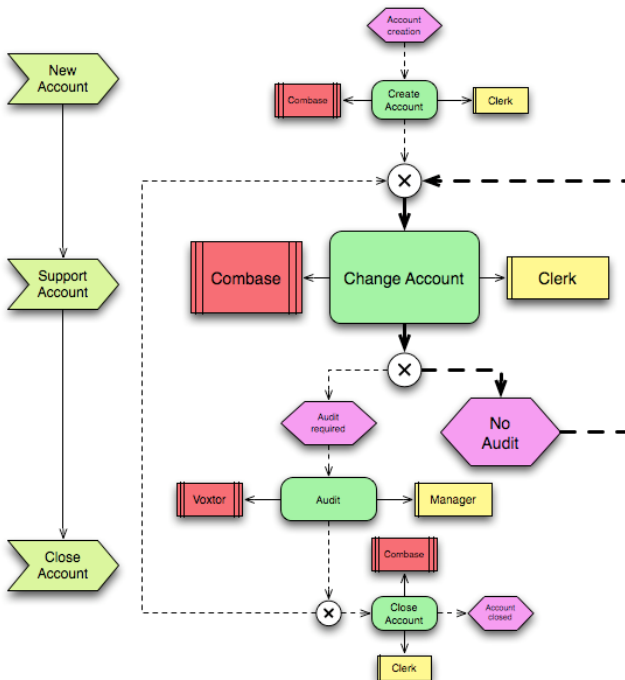 Account
creation
New
Account
Combase
Create
Account
Clerk
Support
Account
Combase
Change Account
Clerk
Audit
required
No
Audit
Voxtor
Audit
Manager
Combase
Close
Account
Close
Account
Account
closed
Clerk